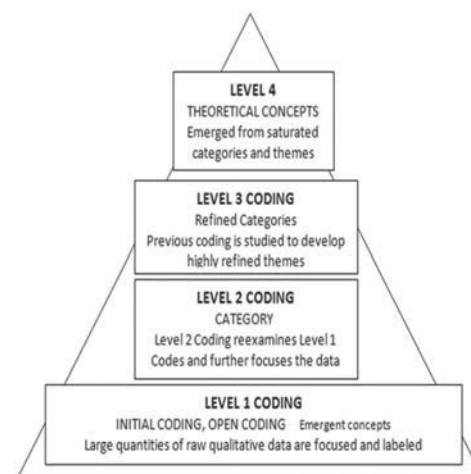 LEVEL 4
THEORETICAL CONCEPTS
Emerged from saturated
categories and themes
LEVEL 3 CODING
Refined Categories
Previous coding is studied to develop
highly refined themes
LEVEL 2 CODING
CATEGORY
Level 2 Coding reexamines Level 1
Codes and further focuses the data
LEVEL 1 CODING
INITIAL CODING, OPEN CODING Emergent concepts
Large quantities of raw qualitative data are focused and labeled